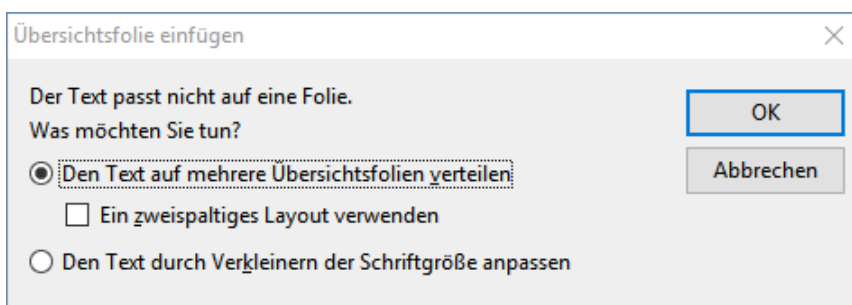 Übersichtsfolie einfügen
Der Text passt nicht auf eine Folie.
Was möchten Sie tun?
OK
Den Text auf mehrere Übersichtsfolien verteilen
Abbrechen
Ein zweispaltiges Layout verwenden
Den Text durch Verkleinern der Schriftgröße anpassen